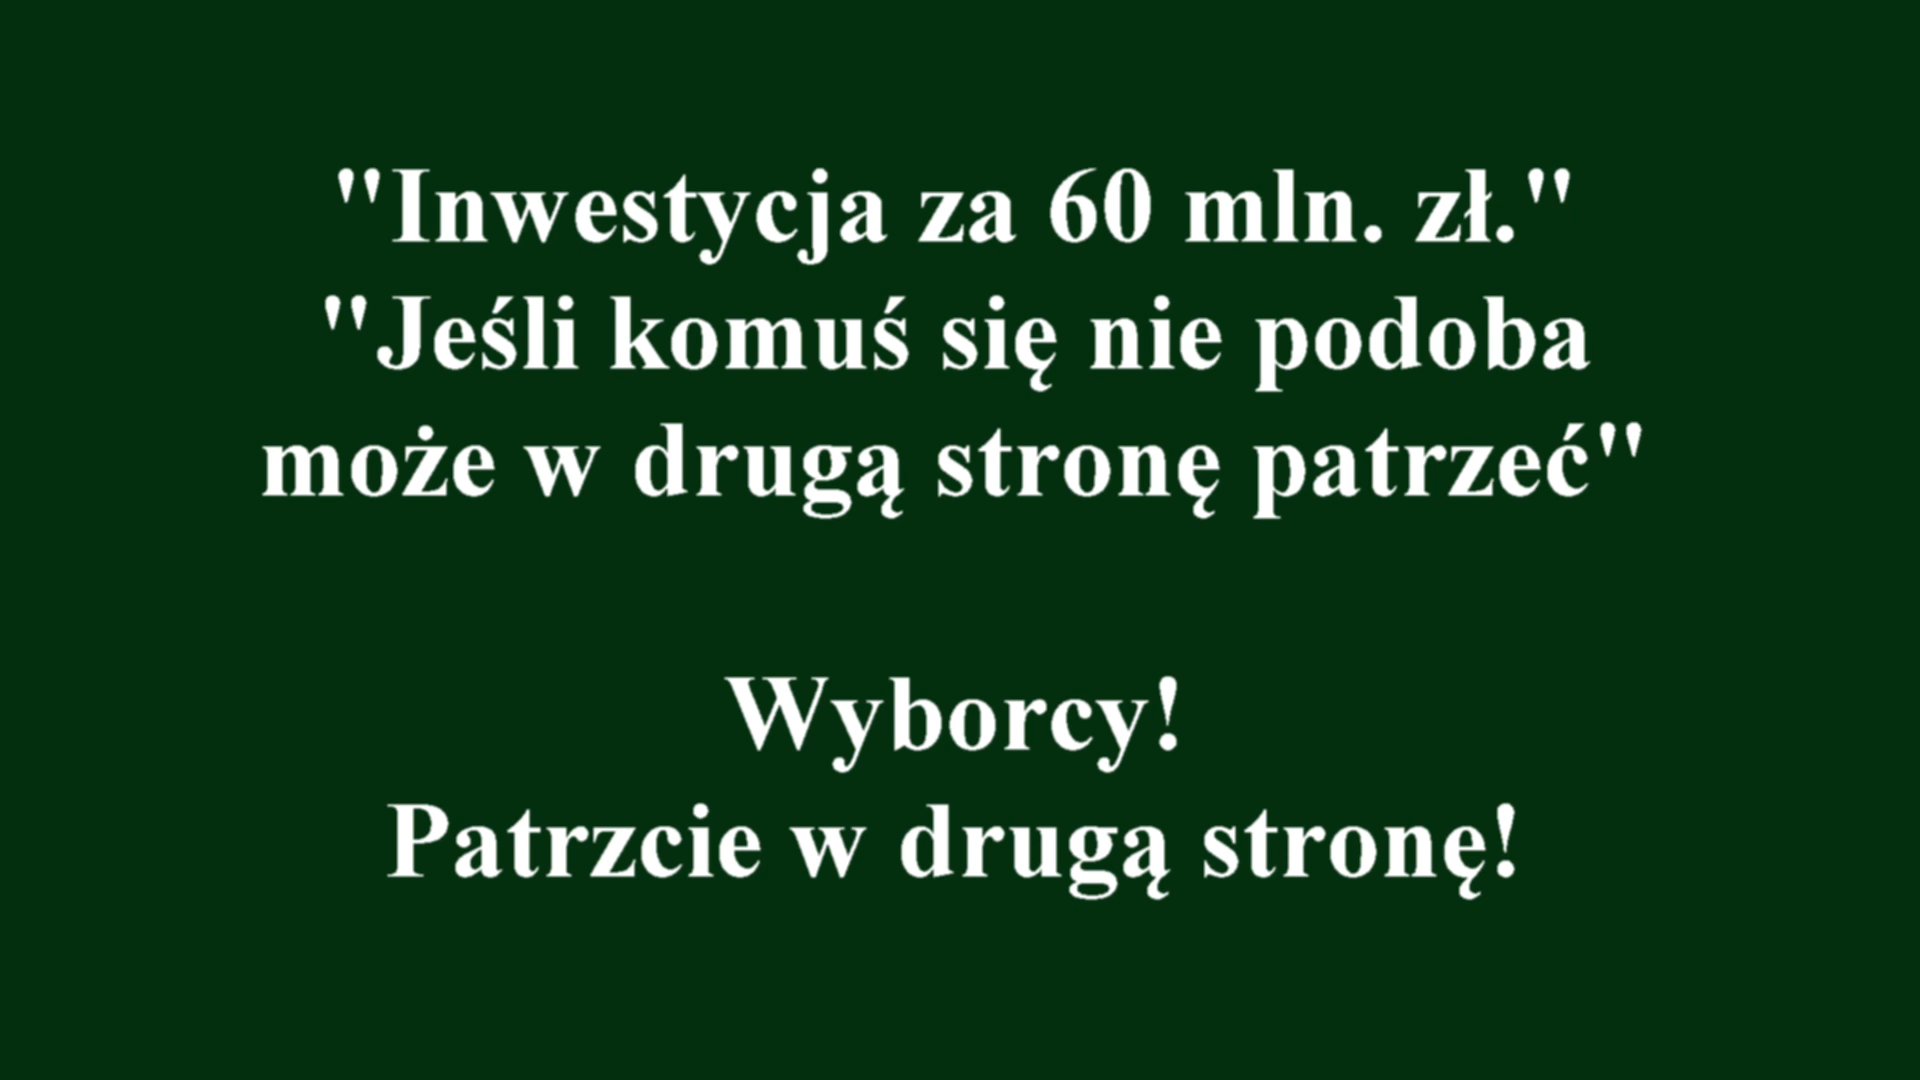 "Inwestycja za 60 mln. zł."
"Jeśli komuś się nie podoba
może w drugą stronę patrzeć"
Wyborcy!
Patrzcie w drugą stronę!